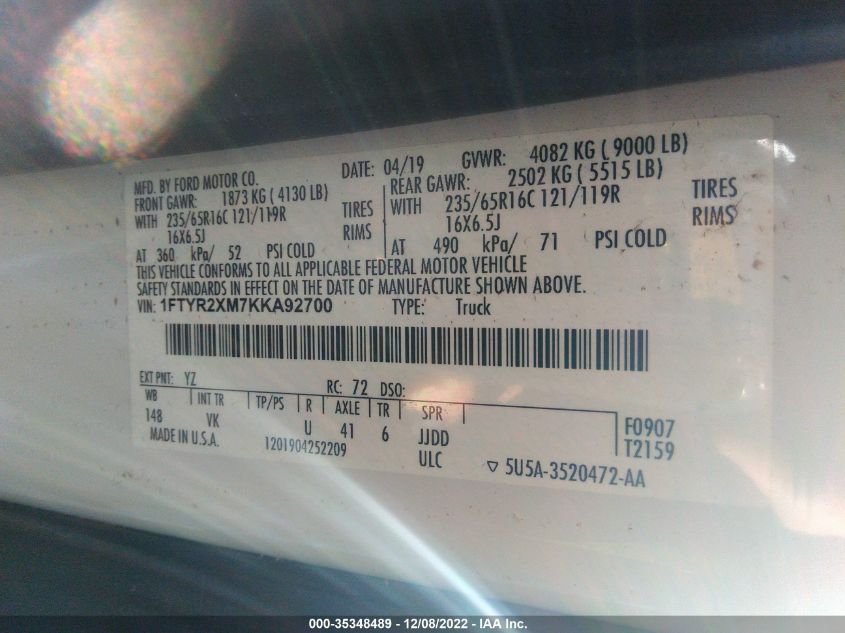 MFD. BY FORD MOTOR CO. DATE: 04/19 GVWR: 4082 KG ( 9000 LB)
FRONT GAWR: 1873 KG ( 4130 LB) REAR GAWR: 2502 KG ( 5515 LB)
WITH 235/65R16C 121/119R TIRES WITH 235/65R16C 121/119R TIRES
16X6.5J RIMS 16X6.5J RIMS
AT 360 kPa/ 52 PSI COLD AT 490 kPa/ 71 PSI COLD
THIS VEHICLE CONFORMS TO ALL APPLICABLE FEDERAL MOTOR VEHICLE
SAFETY STANDARDS IN EFFECT ON THE DATE OF MANUFACTURE SHOWN ABOVE.
VIN: 1FTYR2XM7KKA92700 TYPE: Truck
EXT PNT: YZ RC: 72 DSO:
WB INT TR TP/PS R AXLE TR SPR F0907
148 VK U 41 6 JJDD T2159
MADE IN U.S.A. 1201904252209 ULC ▽ 5U5A-3520472-AA
000-35348489 - 12/08/2022 - IAA Inc.